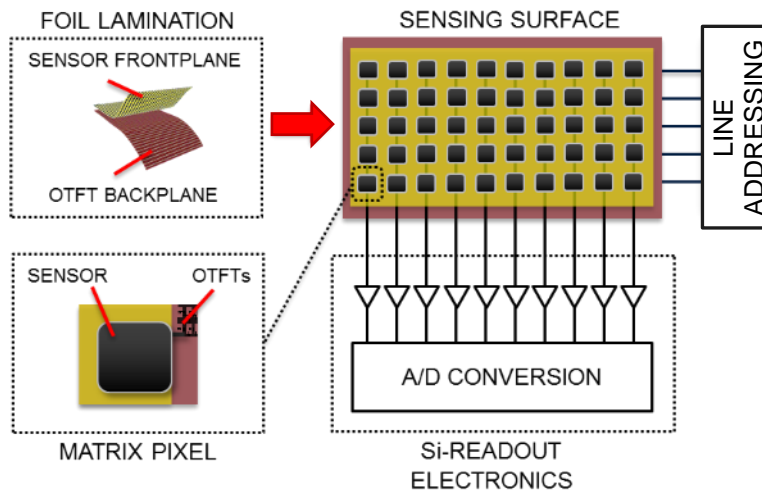 FOIL LAMINATION
SENSOR FRONTPLANE
OTFT BACKPLANE
SENSING SURFACE
LINE
ADDRESSING
SENSOR
OTFTs
MATRIX PIXEL
A/D CONVERSION
Si-READOUT
ELECTRONICS